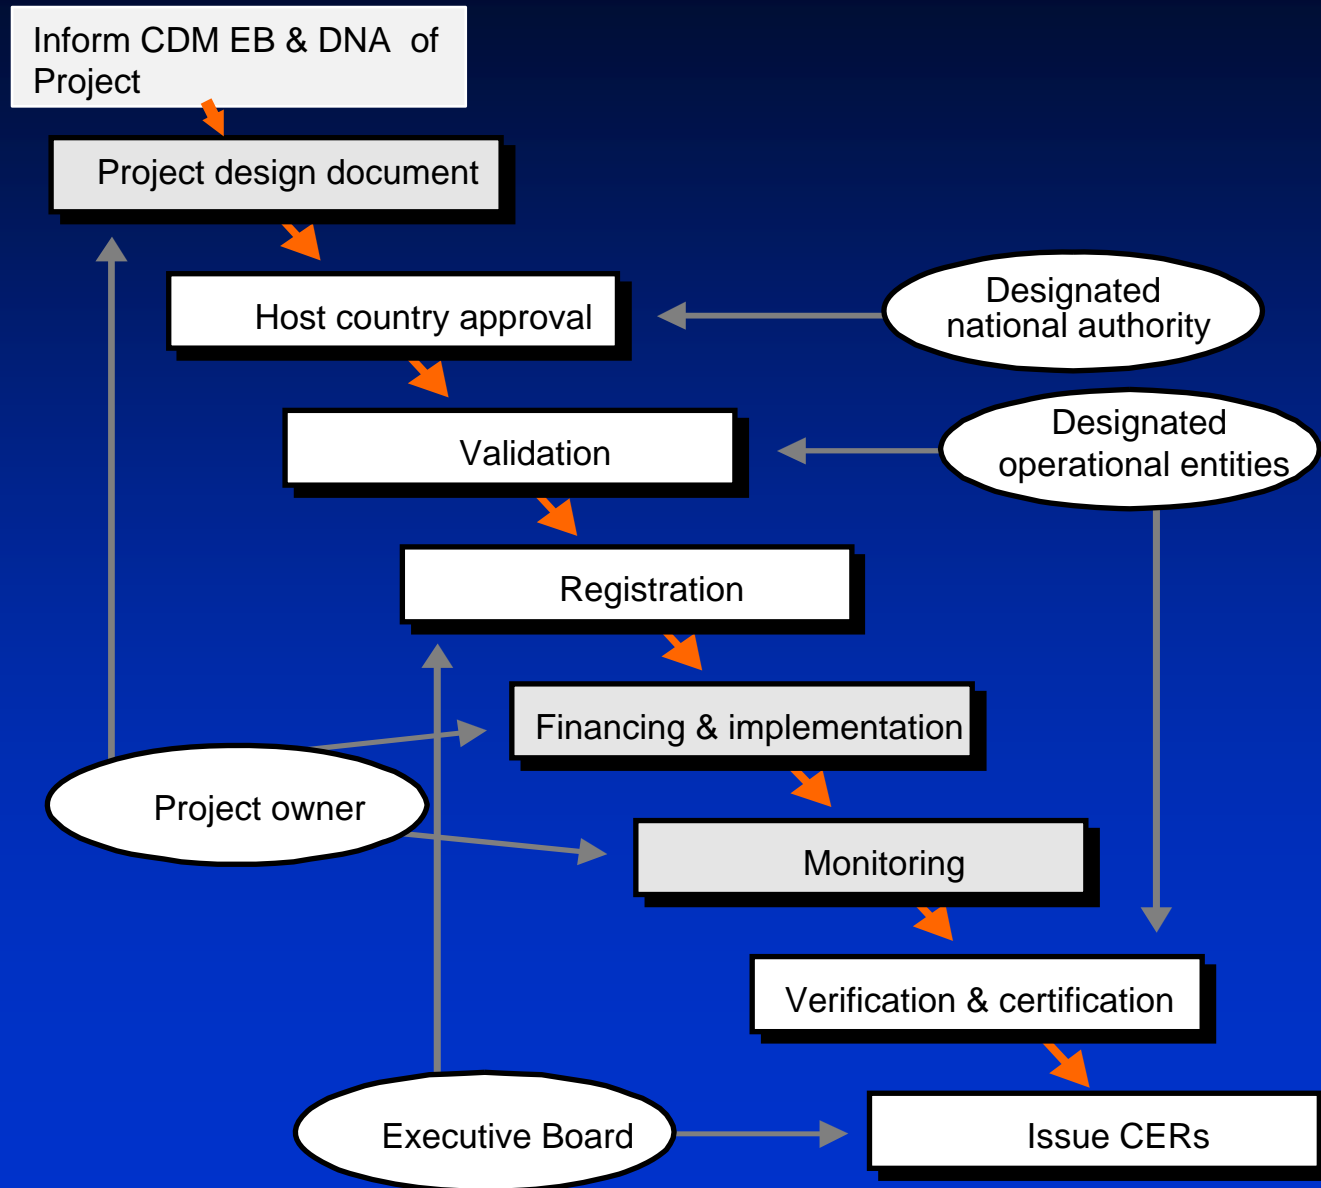 Inform CDM EB & DNA of
Project
Project design document
Host country approval
Designated
national authority
Validation
Designated
operational entities
Registration
Financing & implementation
Project owner
Monitoring
Verification & certification
Executive Board
Issue CERs